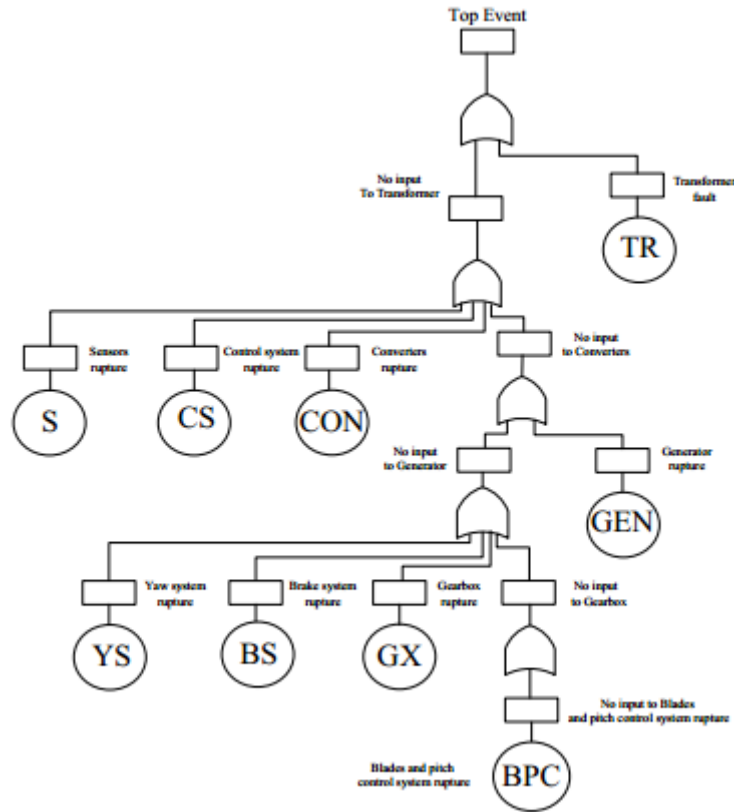 Top Event
No input
To Transformer
Transformer
fault
TR
Sensors
rupture
Control system
rupture
Converters
rupture
No input
to Converters
S
CS
CON
No input
to Generator
Generator
rupture
GEN
Yaw system
rupture
Brake system
rupture
Gearbox
rupture
No input
to Gearbox
YS
BS
GX
No input to Blades
and pitch control system rupture
Blades and pitch
control system rupture
BPC